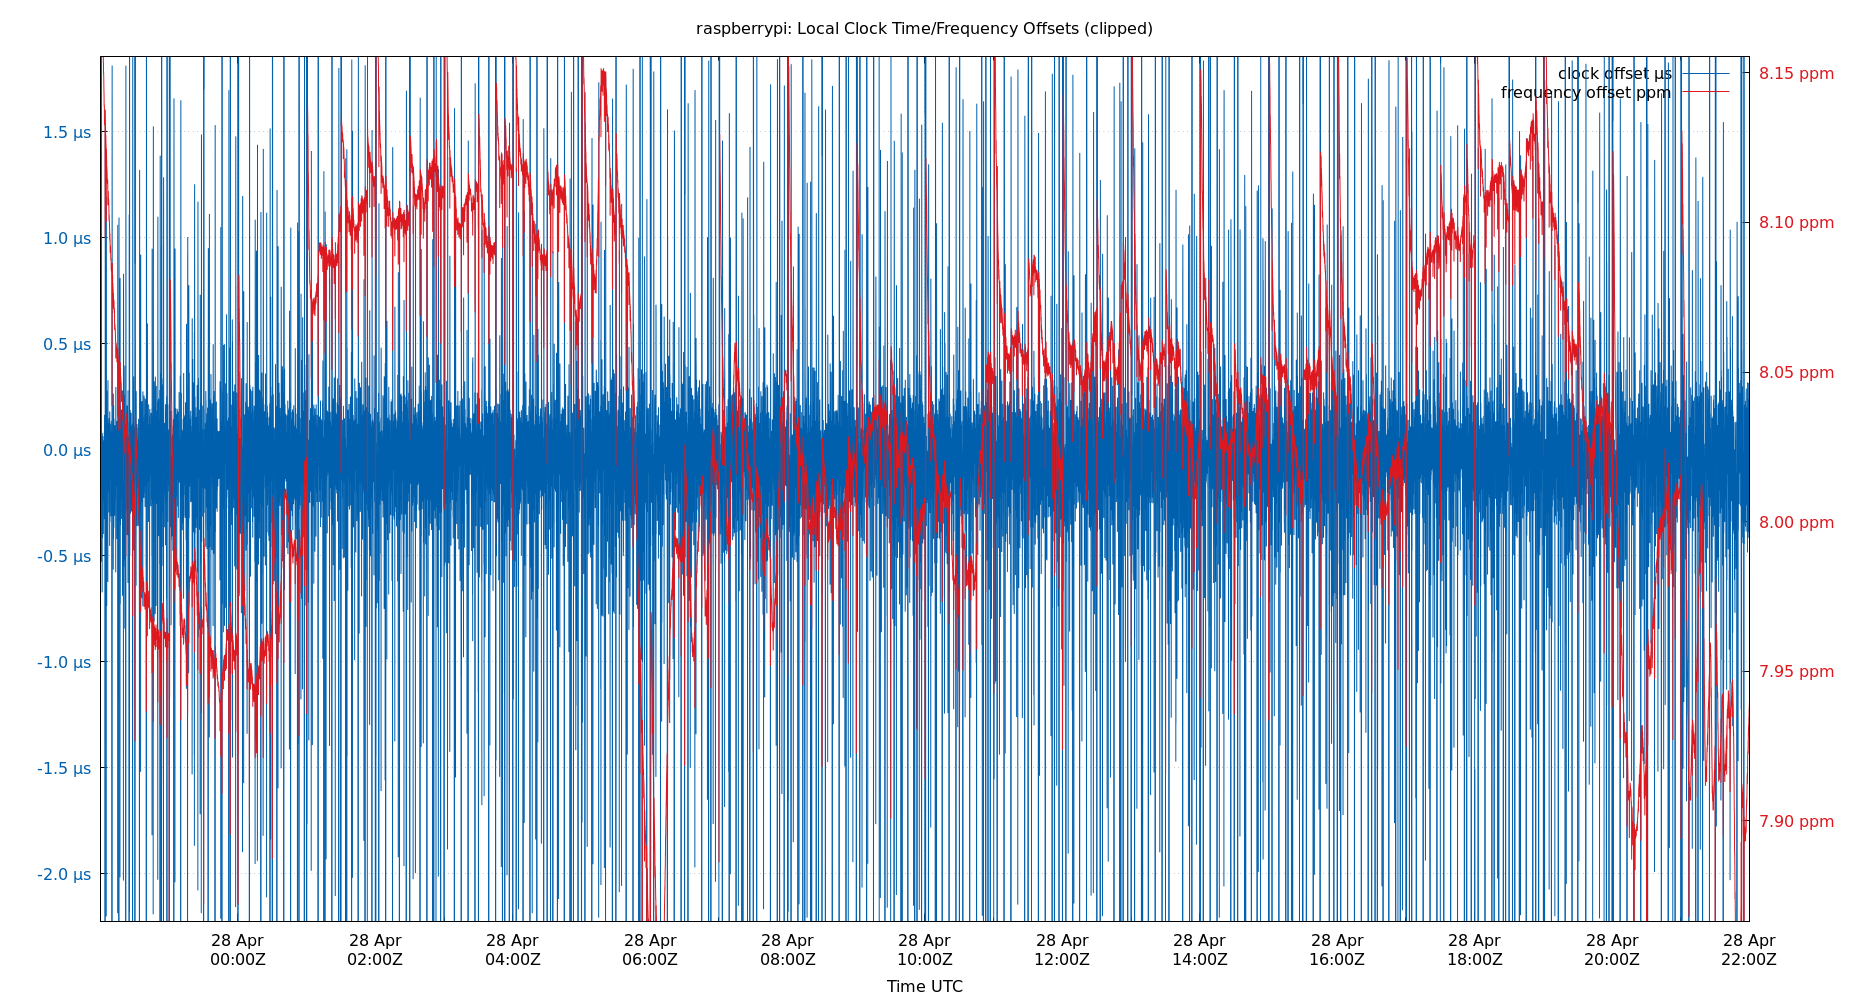 raspberrypi: Local Clock Time/Frequency Offsets (clipped)
clock offset µs
frequency offset ppm
1.5 µs
1.0 µs
0.5 µs
0.0 µs
-0.5 µs
-1.0 µs
-1.5 µs
-2.0 µs
8.15 ppm
8.10 ppm
8.05 ppm
8.00 ppm
7.95 ppm
7.90 ppm
28 Apr 28 Apr 28 Apr 28 Apr 28 Apr 28 Apr 28 Apr 28 Apr 28 Apr 28 Apr 28 Apr 28 Apr
00:00Z 02:00Z 04:00Z 06:00Z 08:00Z 10:00Z 12:00Z 14:00Z 16:00Z 18:00Z 20:00Z 22:00Z
Time UTC